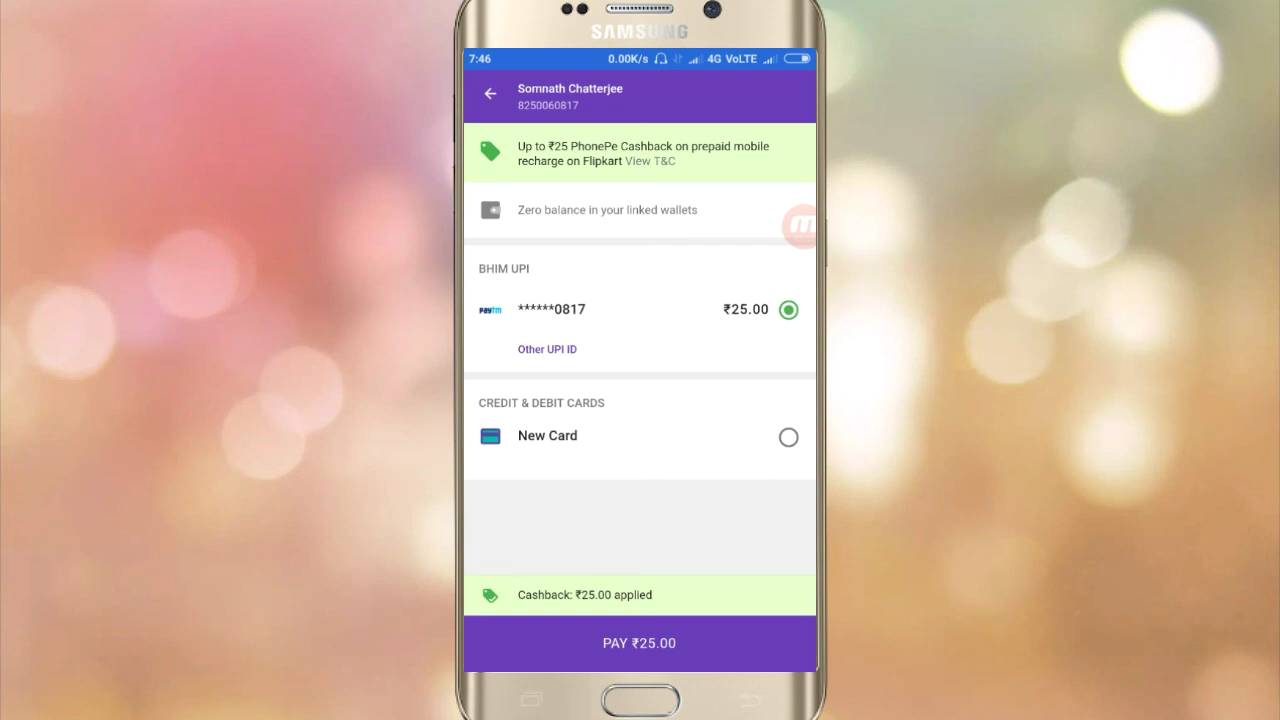 SAMSUNG
7:46 0.00K/s 4G VoLTE
Somnath Chatterjee
8250060817
Up to ₹25 PhonePe Cashback on prepaid mobile
recharge on Flipkart View T&C
Zero balance in your linked wallets
BHIM UPI
paytm ******0817 ₹25.00
Other UPI ID
CREDIT & DEBIT CARDS
New Card
Cashback: ₹25.00 applied
PAY ₹25.00